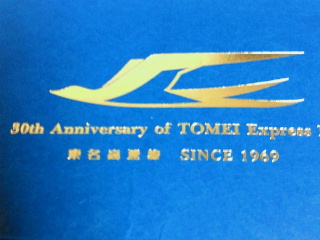 30th Anniversary of TOMEI Express
東名高速線 SINCE 1969